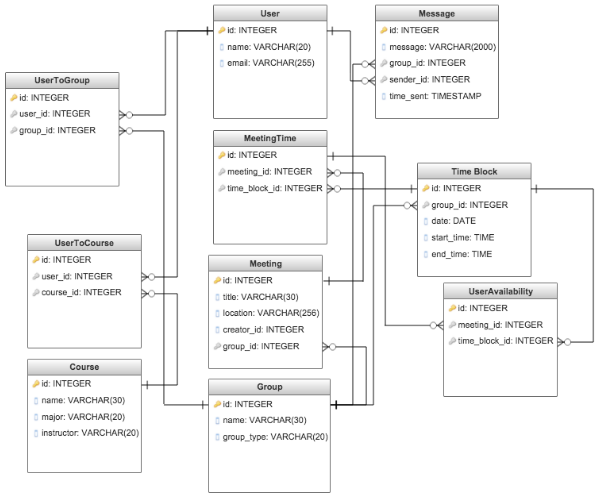 User
id: INTEGER
name: VARCHAR(20)
email: VARCHAR(255)
Message
id: INTEGER
message: VARCHAR(2000)
group_id: INTEGER
sender_id: INTEGER
time_sent: TIMESTAMP
UserToGroup
id: INTEGER
user_id: INTEGER
group_id: INTEGER
MeetingTime
id: INTEGER
meeting_id: INTEGER
time_block_id: INTEGER
Time Block
id: INTEGER
group_id: INTEGER
date: DATE
start_time: TIME
end_time: TIME
UserToCourse
id: INTEGER
user_id: INTEGER
course_id: INTEGER
Meeting
id: INTEGER
title: VARCHAR(30)
location: VARCHAR(256)
creator_id: INTEGER
group_id: INTEGER
UserAvailability
id: INTEGER
meeting_id: INTEGER
time_block_id: INTEGER
Course
id: INTEGER
name: VARCHAR(30)
major: VARCHAR(20)
instructor: VARCHAR(20)
Group
id: INTEGER
name: VARCHAR(30)
group_type: VARCHAR(20)